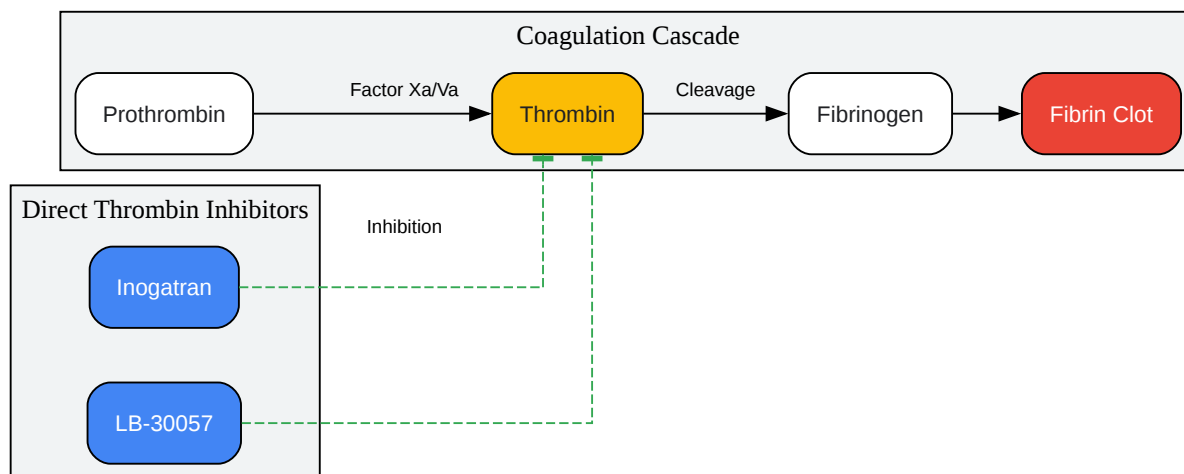 Coagulation Cascade
Prothrombin
Factor Xa/Va
Thrombin
Cleavage
Fibrinogen
Fibrin Clot
Direct Thrombin Inhibitors
Inhibition
Inogatran
LB-30057